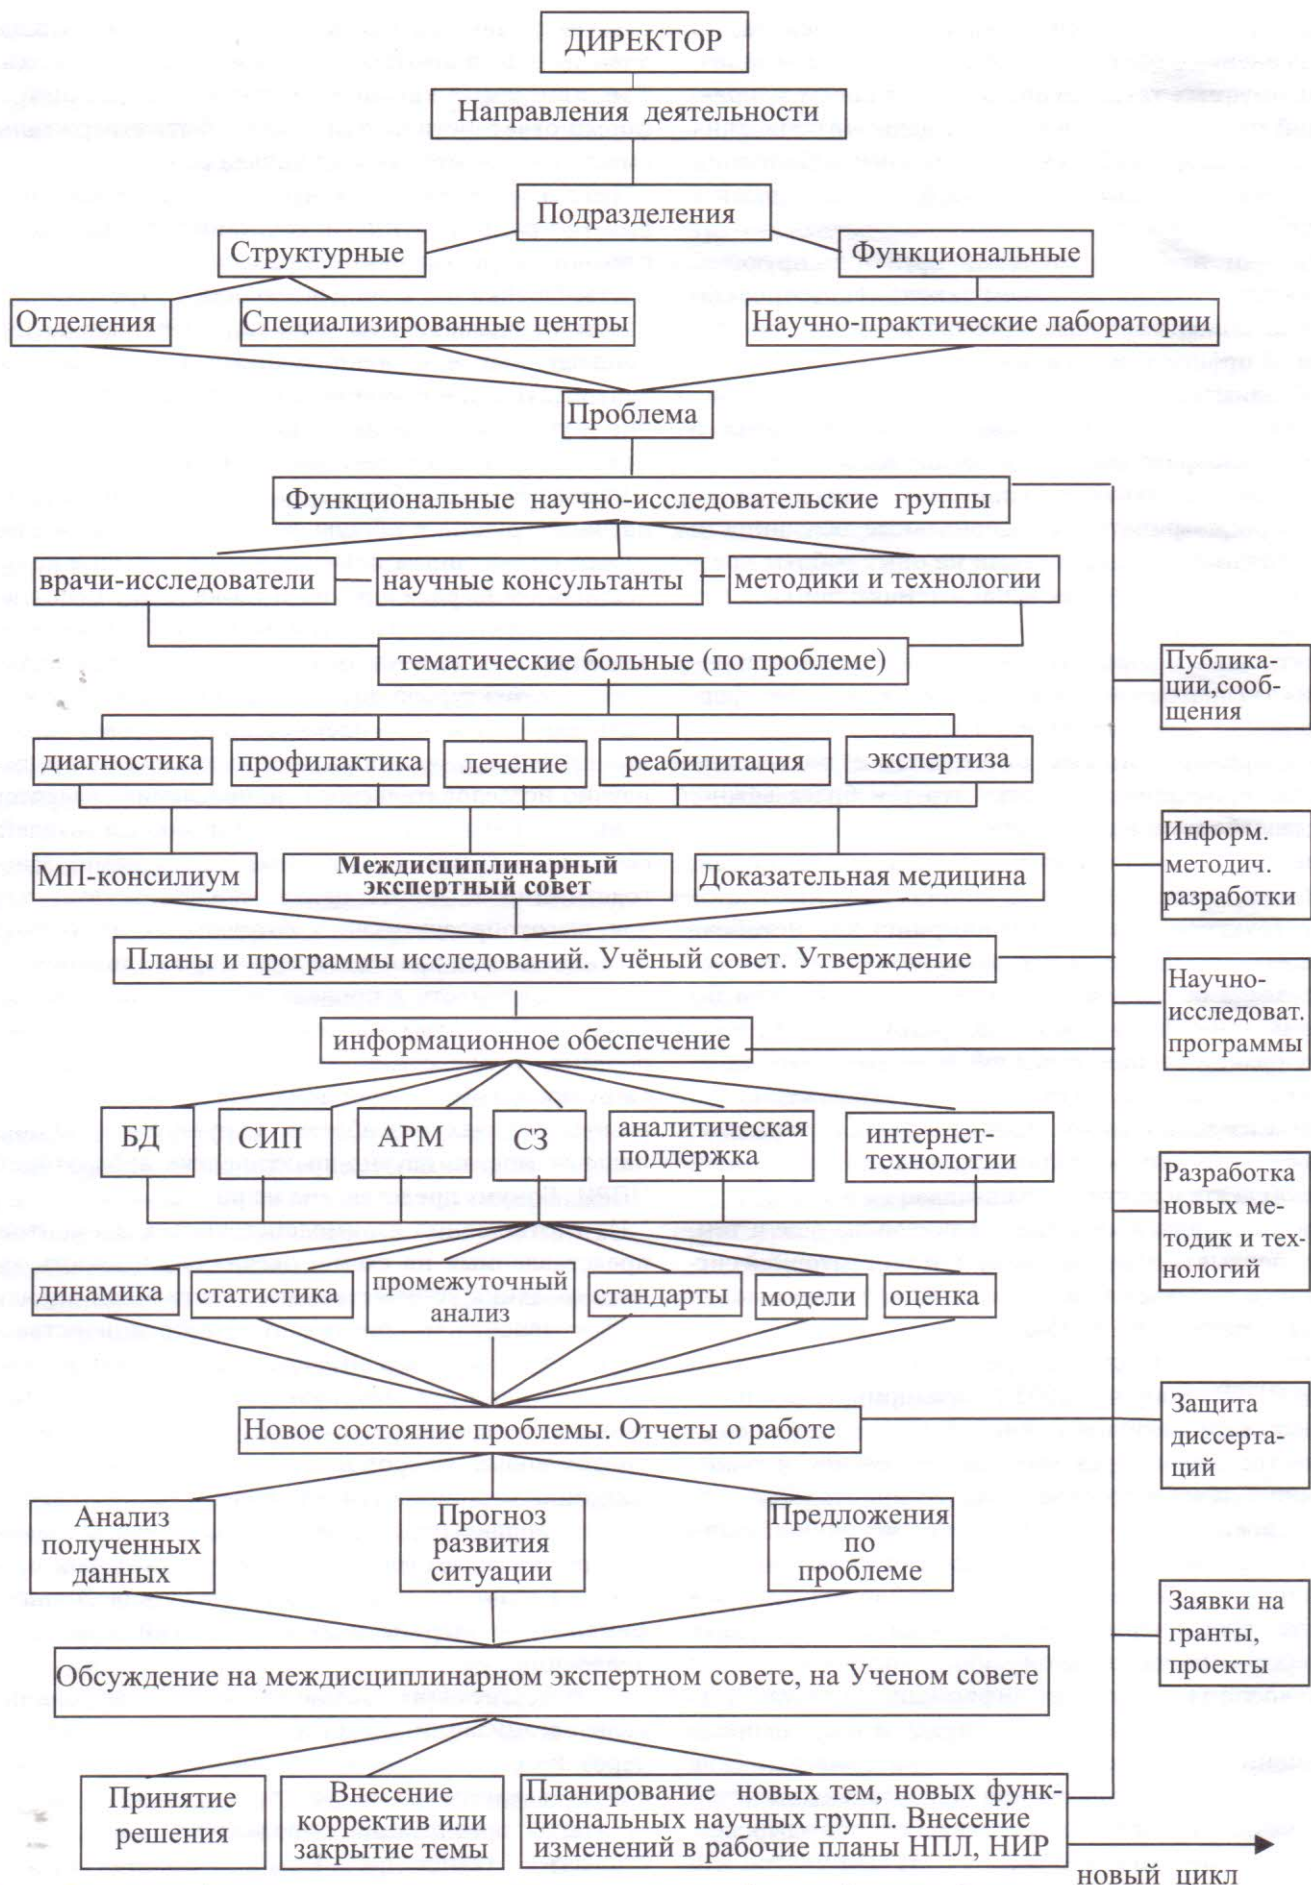 ДИРЕКТОР
Направления деятельности
Подразделения
Структурные
Функциональные
Отделения
Специализированные центры
Научно-практические лаборатории
Проблема
Функциональные научно-исследовательские группы
врачи-исследователи
научные консультанты
методики и технологии
тематические больные (по проблеме)
Публика-
ции,сооб-
щения
диагностика
профилактика
лечение
реабилитация
экспертиза
Информ.
методич.
разработки
МП-консилиум
Междисциплинарный
экспертный совет
Доказательная медицина
Планы и программы исследований. Учёный совет. Утверждение
Научно-
исследоват.
программы
информационное обеспечение
БД
СИП
АРМ
СЗ
аналитическая
поддержка
интернет-
технологии
Разработка
новых ме-
тодик и тех-
нологий
динамика
статистика
промежуточный
анализ
стандарты
модели
оценка
Новое состояние проблемы. Отчеты о работе
Защита
диссерта-
ций
Анализ
полученных
данных
Прогноз
развития
ситуации
Предложения
по
проблеме
Заявки на
гранты,
проекты
Обсуждение на междисциплинарном экспертном совете, на Ученом совете
Принятие
решения
Внесение
корректив или
закрытие темы
Планирование новых тем, новых функ-
циональных научных групп. Внесение
изменений в рабочие планы НПЛ, НИР
новый цикл